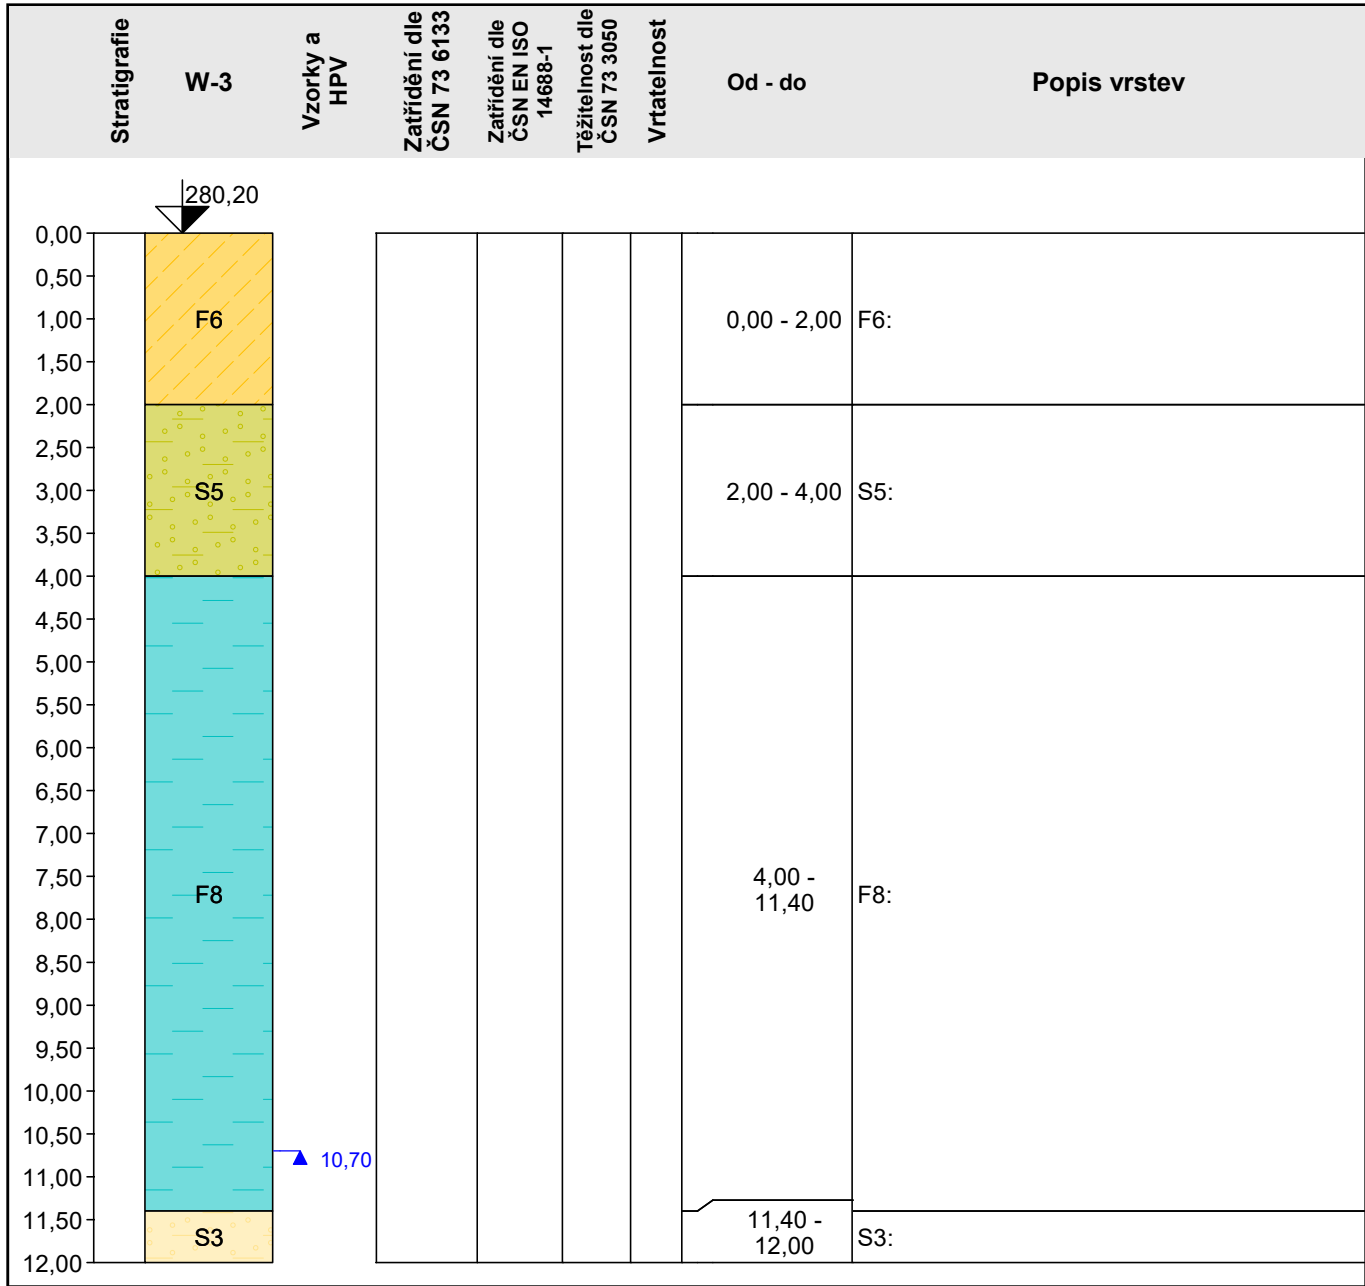 Stratigrafie
W-3
Vzorky a
HPV
Zatřídění dle
ČSN 73 6133
Zatřídění dle
ČSN EN ISO
14688-1
Těžitelnost dle
ČSN 73 3050
Vrtatelnost
Od - do
Popis vrstev
280,20
0,00
0,50
1,00
1,50
2,00
2,50
3,00
3,50
4,00
4,50
5,00
5,50
6,00
6,50
7,00
7,50
8,00
8,50
9,00
9,50
10,00
10,50
11,00
11,50
12,00
F6
S5
F8
S3
10,70
0,00 - 2,00
F6:
2,00 - 4,00
S5:
4,00 -
11,40
F8:
11,40 -
12,00
S3: